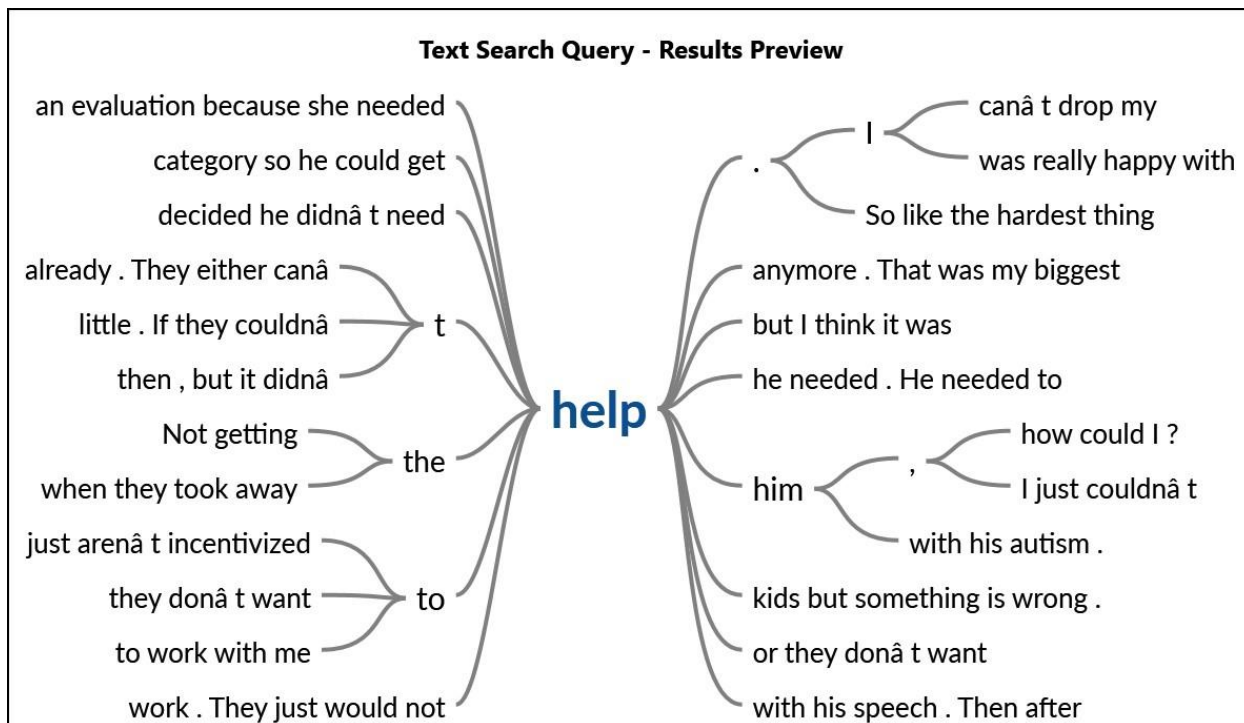 Text Search Query - Results Preview
an evaluation because she needed
category so he could get
decided he didnâ t need
already . They either canâ
little . If they couldnâ
then , but it didnâ
t
Not getting
when they took away
the
just arenâ t incentivized
they donâ t want
to work with me
to
work . They just would not
help
.
I
canâ t drop my
was really happy with
So like the hardest thing
anymore . That was my biggest
but I think it was
he needed . He needed to
him
,
how could I ?
I just couldnâ t
with his autism .
kids but something is wrong .
or they donâ t want
with his speech . Then after